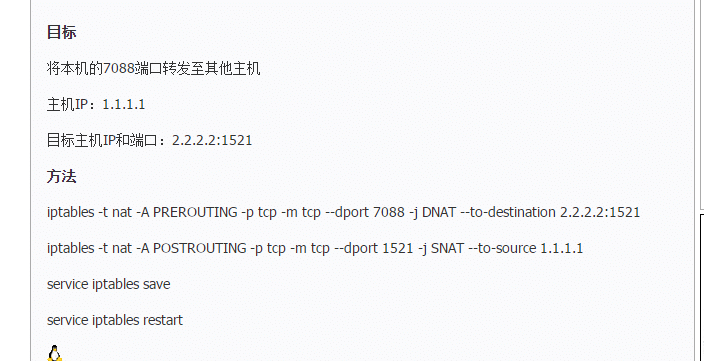 目标
将本机的7088端口转发至其他主机
主机IP：1.1.1.1
目标主机IP和端口：2.2.2.2:1521
方法
iptables -t nat -A PREROUTING -p tcp -m tcp --dport 7088 -j DNAT --to-destination 2.2.2.2:1521
iptables -t nat -A POSTROUTING -p tcp -m tcp --dport 1521 -j SNAT --to-source 1.1.1.1
service iptables save
service iptables restart